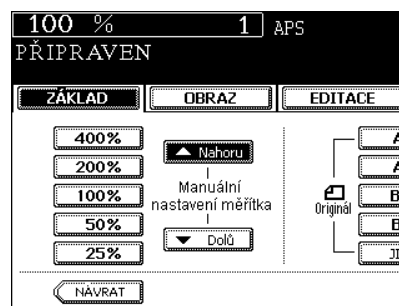 100 % 1 APS
PŘIPRAVEN
ZÁKLAD OBRAZ EDITACE
400%
200%
100%
50%
25%
Nahoru
Manuální
nastavení měřítka
Dolů
Originál
NÁVRAT